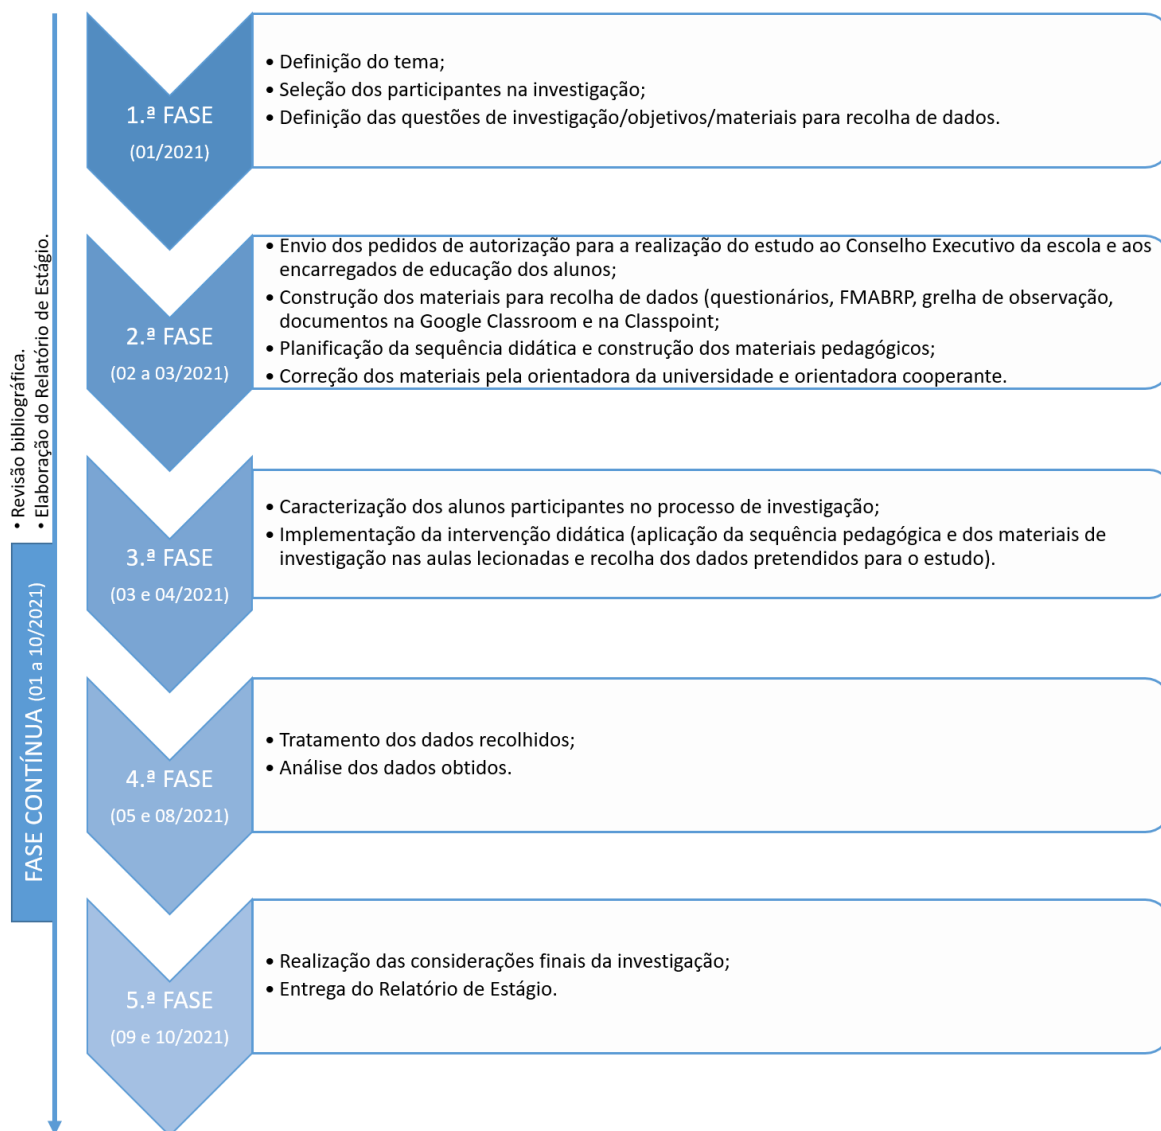 1.ª FASE
(01/2021)
• Definição do tema;
• Seleção dos participantes na investigação;
• Definição das questões de investigação/objetivos/materiais para recolha de dados.
2.ª FASE
(02 a 03/2021)
• Envio dos pedidos de autorização para a realização do estudo ao Conselho Executivo da escola e aos
encarregados de educação dos alunos;
• Construção dos materiais para recolha de dados (questionários, FMABRP, grelha de observação,
documentos na Google Classroom e na Classpoint;
• Planificação da sequência didática e construção dos materiais pedagógicos;
• Correção dos materiais pela orientadora da universidade e orientadora cooperante.
3.ª FASE
(03 e 04/2021)
• Caracterização dos alunos participantes no processo de investigação;
• Implementação da intervenção didática (aplicação da sequência pedagógica e dos materiais de
investigação nas aulas lecionadas e recolha dos dados pretendidos para o estudo).
4.ª FASE
(05 e 08/2021)
• Tratamento dos dados recolhidos;
• Análise dos dados obtidos.
5.ª FASE
(09 e 10/2021)
• Realização das considerações finais da investigação;
• Entrega do Relatório de Estágio.
FASE CONTÍNUA (01 a 10/2021)
• Revisão bibliográfica.
• Elaboração do Relatório de Estágio.